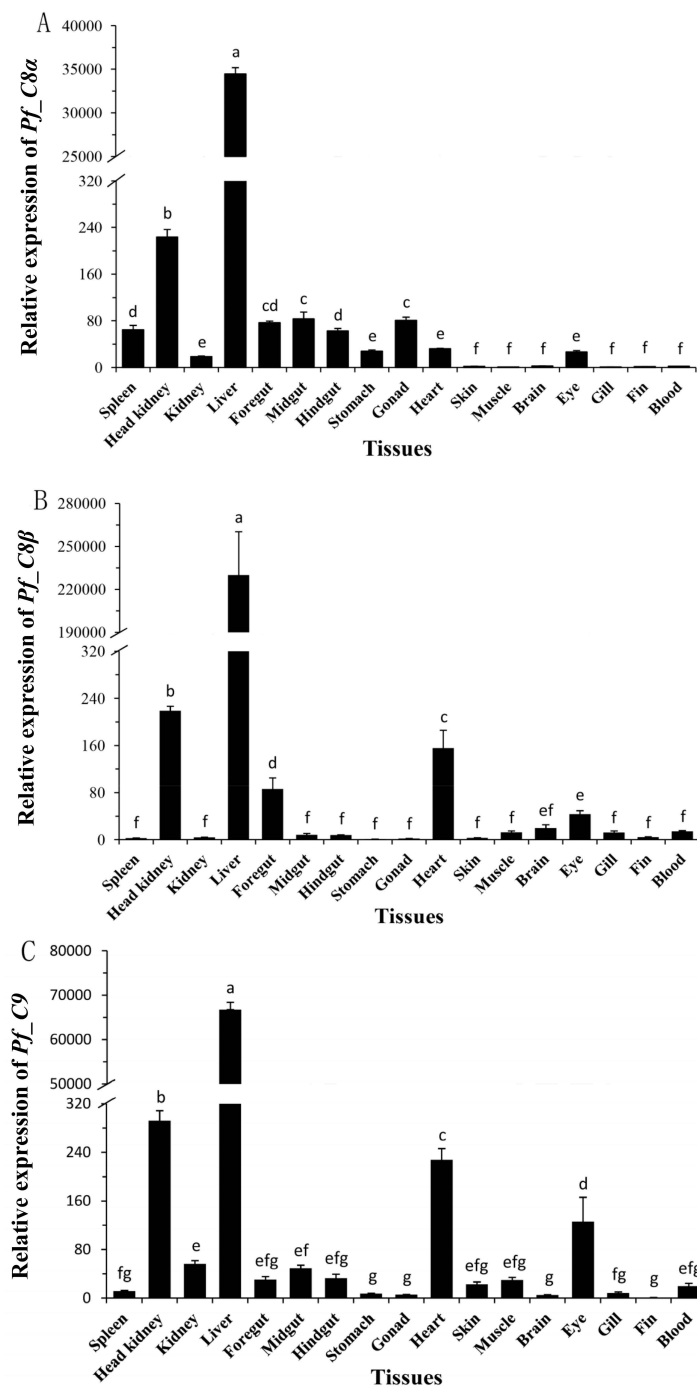 A
Relative expression of Pf_C8α
40000
35000
30000
25000
320
240
160
80
0
d
b
e
a
cd
c
d
e
c
e
f
f
f
e
f
f
f
Spleen
Head kidney
Kidney
Liver
Foregut
Midgut
Hindgut
Stomach
Gonad
Heart
Skin
Muscle
Brain
Eye
Gill
Fin
Blood
Tissues
B
Relative expression of Pf_C8β
280000
250000
220000
190000
320
240
160
80
0
f
b
f
a
d
f
f
f
f
c
f
f
ef
e
f
f
f
Spleen
Head kidney
Kidney
Liver
Foregut
Midgut
Hindgut
Stomach
Gonad
Heart
Skin
Muscle
Brain
Eye
Gill
Fin
Blood
Tissues
C
Relative expression of Pf_C9
80000
70000
60000
50000
320
240
160
80
0
fg
b
e
a
efg
ef
efg
g
g
c
efg
efg
g
d
fg
g
efg
Spleen
Head kidney
Kidney
Liver
Foregut
Midgut
Hindgut
Stomach
Gonad
Heart
Skin
Muscle
Brain
Eye
Gill
Fin
Blood
Tissues